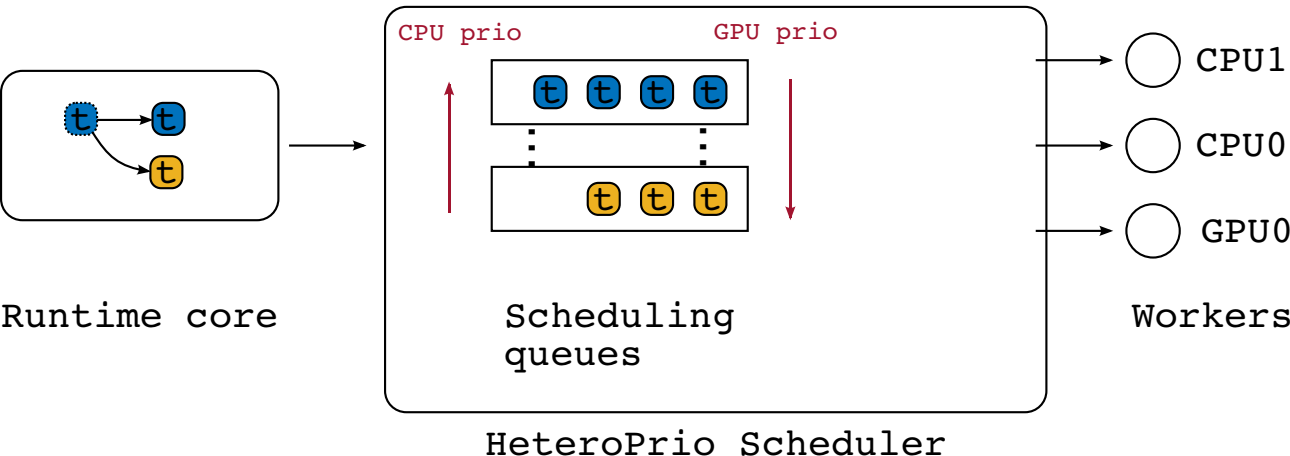 CPU prio
GPU prio
t t t t
t t
t
t t t
CPU1
CPU0
GPU0
Runtime core
Scheduling
queues
Workers
HeteroPrio Scheduler